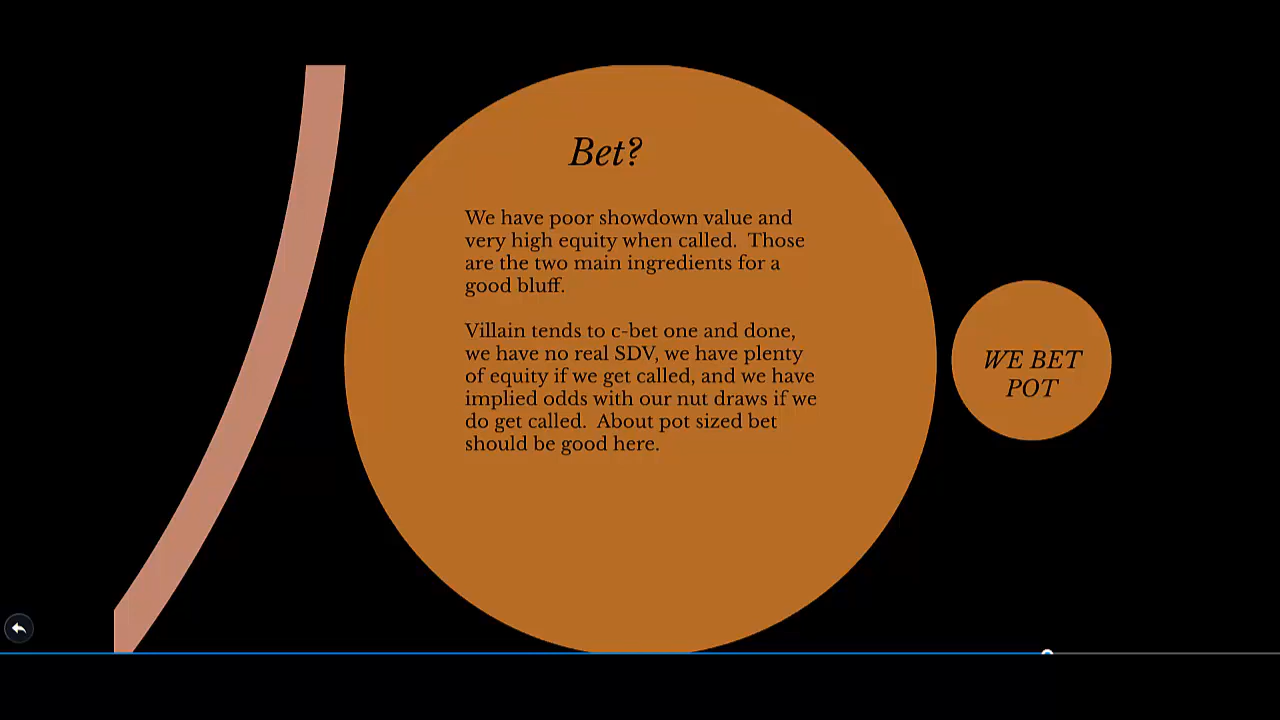 Bet?
We have poor showdown value and
very high equity when called.  Those
are the two main ingredients for a
good bluff.
Villain tends to c-bet one and done,
we have no real SDV, we have plenty
of equity if we get called, and we have
implied odds with our nut draws if we
do get called.  About pot sized bet
should be good here.
WE BET
POT